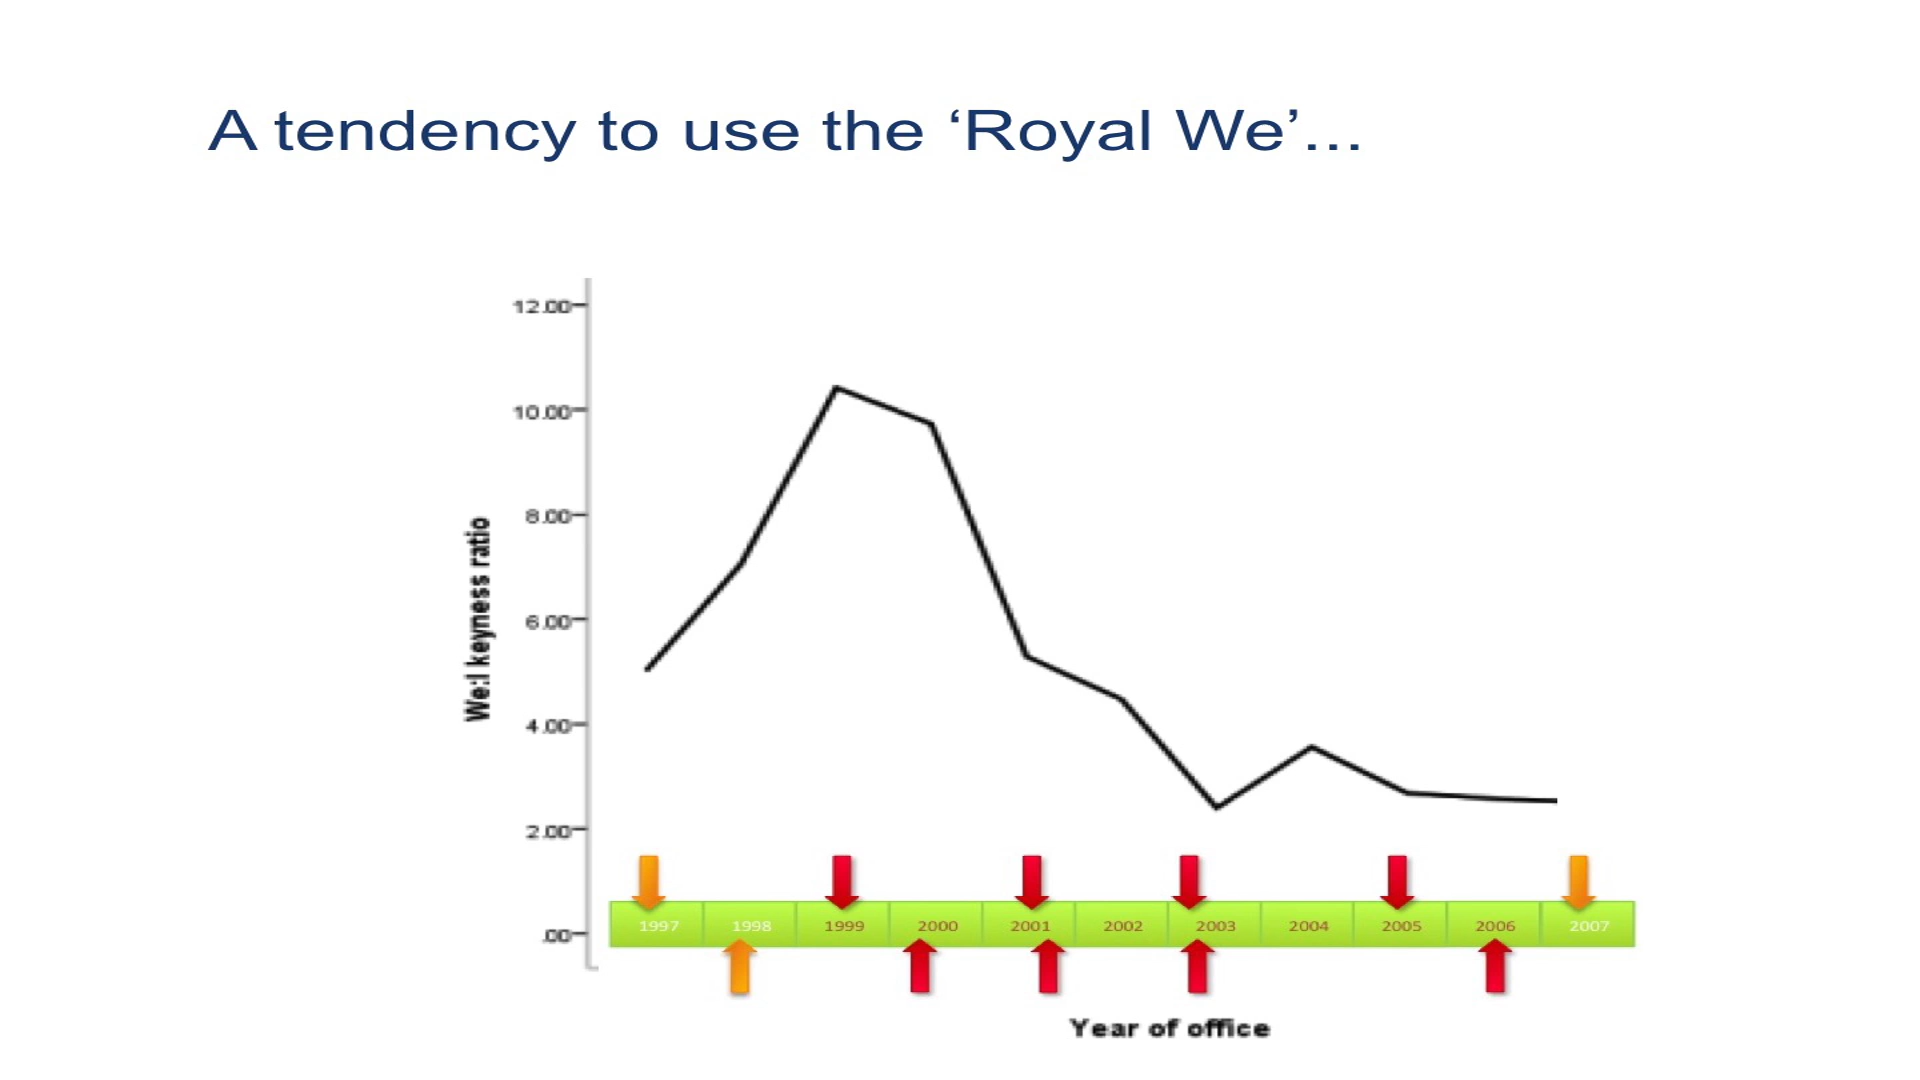 A tendency to use the ‘Royal We’...
12.00
10.00
8.00
6.00
4.00
2.00
.00
We:I keyness ratio
1997 1998 1999 2000 2001 2002 2003 2004 2005 2006 2007
Year of office